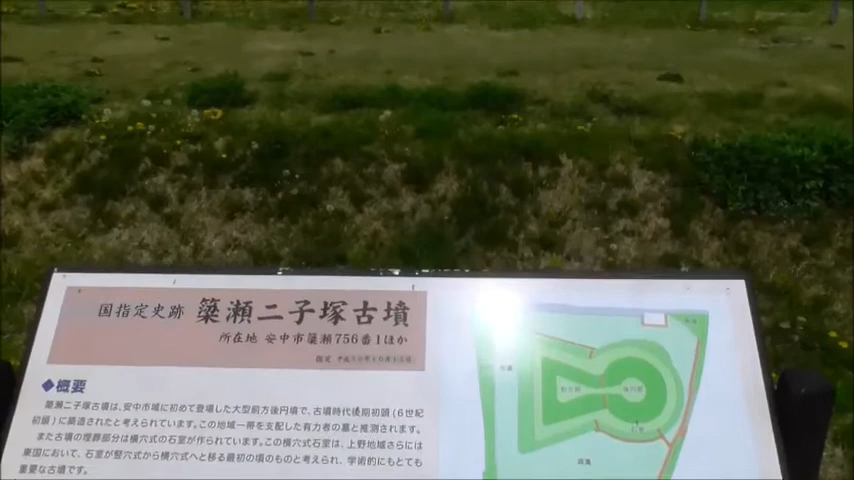 国指定史跡 簗瀬二子塚古墳
所在地 安中市簗瀬756番1ほか
◆概要
簗瀬二子塚古墳は、安中市域に初めて登場した大型前方後円墳で、古墳時代後期初頭(6世紀
初頭)に築造されたと考えられています。この地域一帯を支配した有力者の墓と推測されます。
また古墳の埋葬部分は横穴式の石室が作られています。この横穴式石室は、上野地域さらには
東国において、石室が竪穴式から横穴式へと移る最初の頃のものと考えられ、学術的にもとても
重要な古墳です。